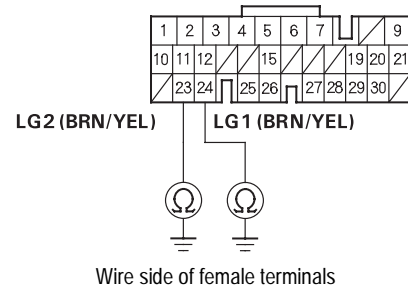 1 2 3 4 5 6 7 9
10 11 12 15 19 20 21
23 24 25 26 27 28 29 30
LG2 (BRN/YEL) LG1 (BRN/YEL)
Ω Ω
Wire side of female terminals